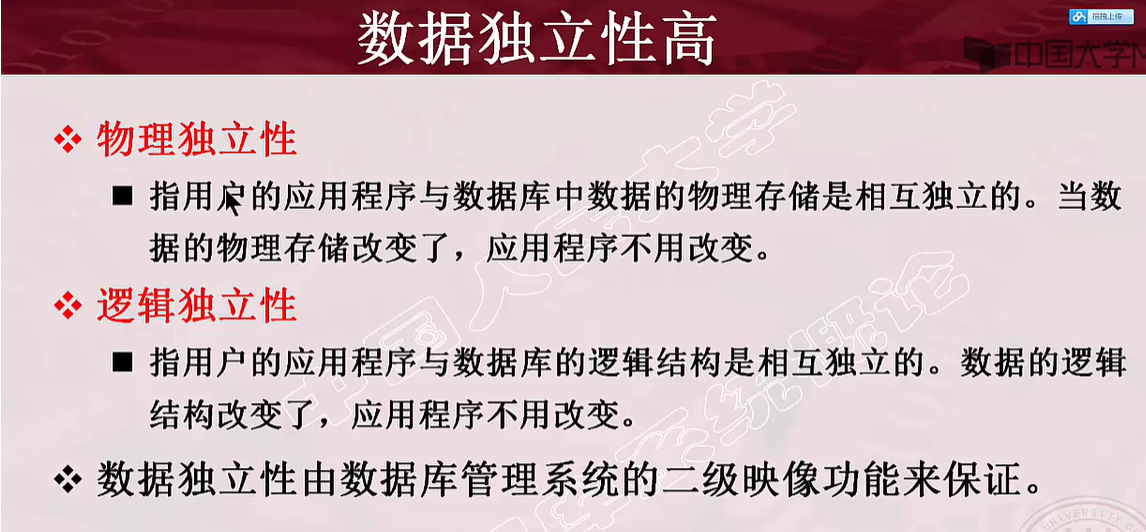 数据独立性高
拖拽上传
中国大学
物理独立性
指用户的应用程序与数据库中数据的物理存储是相互独立的。当数
据的物理存储改变了，应用程序不用改变。
逻辑独立性
指用户的应用程序与数据库的逻辑结构是相互独立的。数据的逻辑
结构改变了，应用程序不用改变。
数据独立性由数据库管理系统的二级映像功能来保证。
中国人民大学